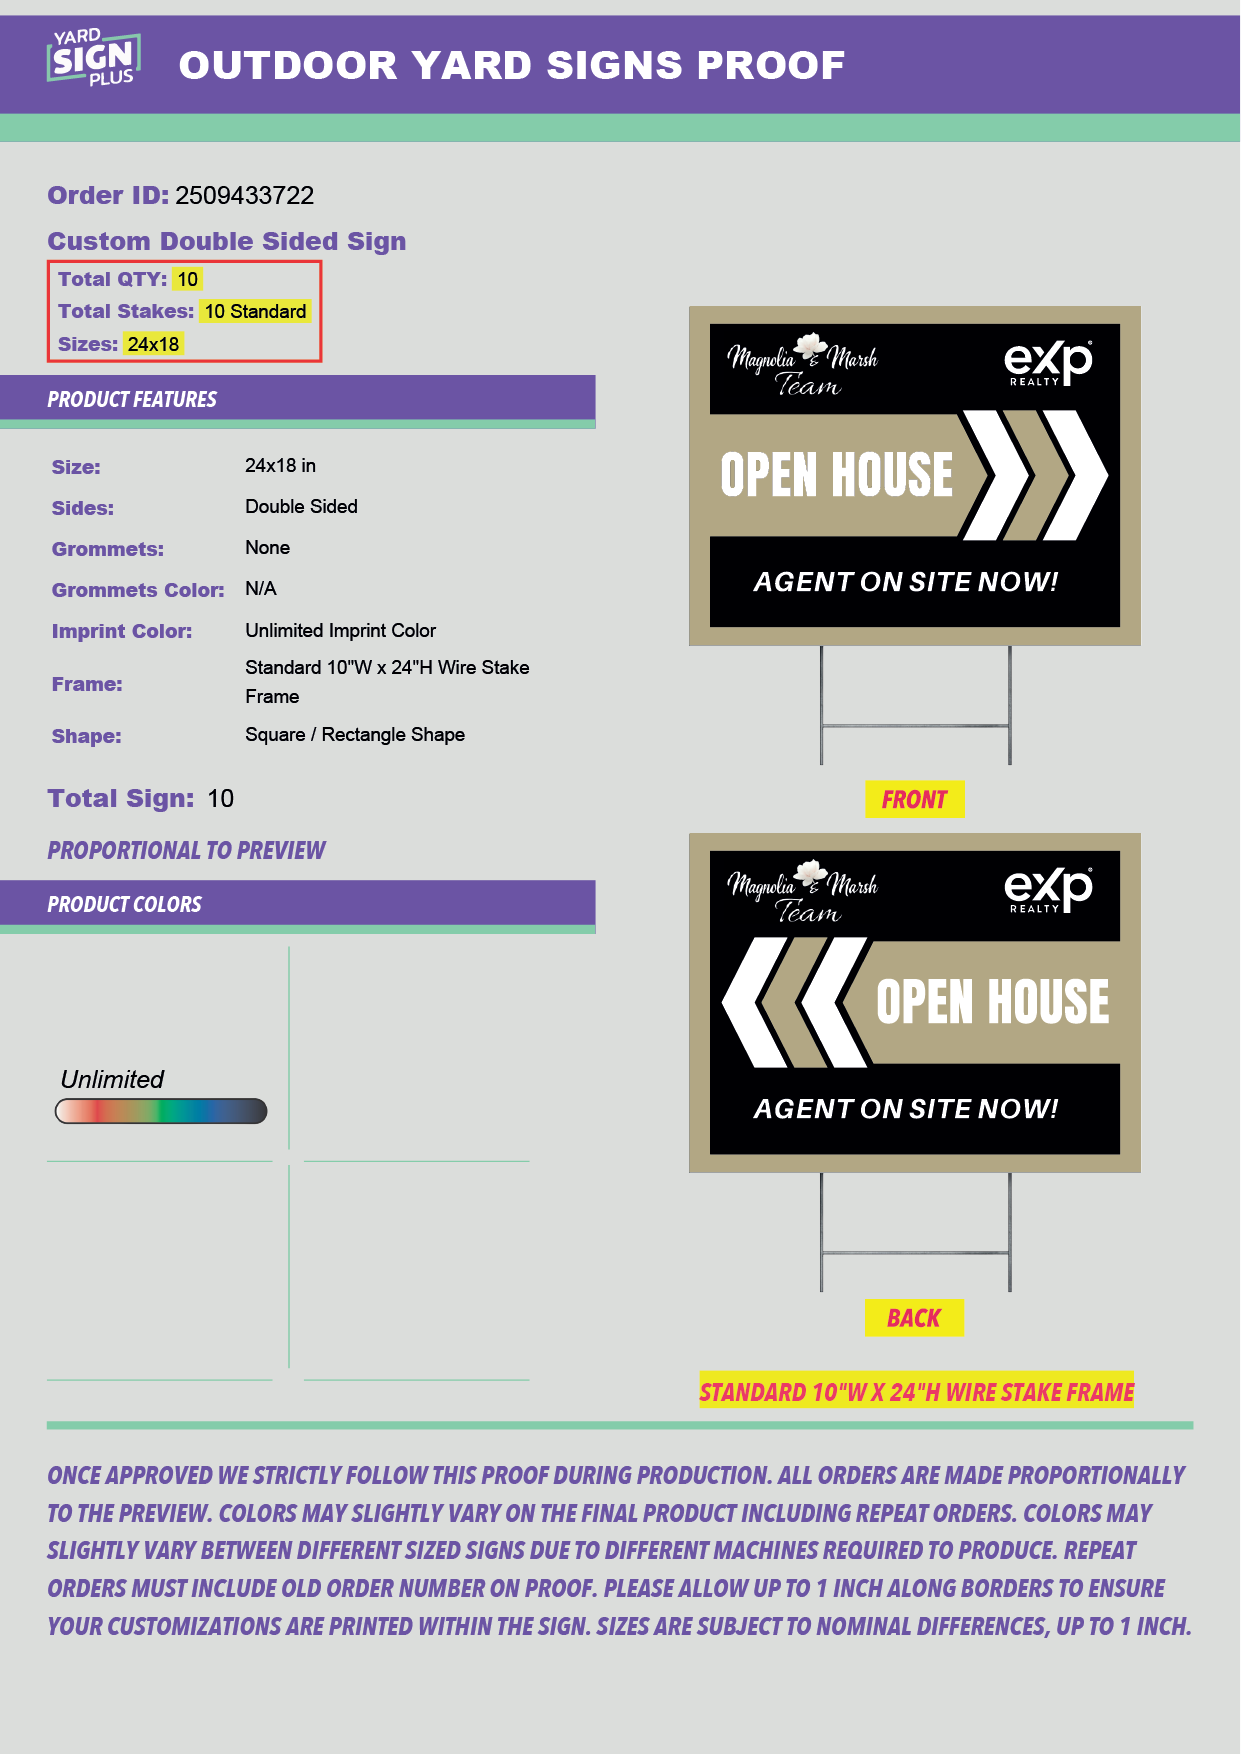 YARD
SIGN
PLUS
OUTDOOR YARD SIGNS PROOF
Order ID: 2509433722
Custom Double Sided Sign
Total QTY: 10
Total Stakes: 10 Standard
Sizes: 24x18
PRODUCT FEATURES
Size: 24x18 in
Sides: Double Sided
Grommets: None
Grommets Color: N/A
Imprint Color: Unlimited Imprint Color
Frame: Standard 10"W x 24"H Wire Stake
Frame
Shape: Square / Rectangle Shape
Total Sign: 10
PROPORTIONAL TO PREVIEW
PRODUCT COLORS
Unlimited
Magnolia & Marsh
Team
eXp®
REALTY
OPEN HOUSE
AGENT ON SITE NOW!
FRONT
Magnolia & Marsh
Team
eXp®
REALTY
OPEN HOUSE
AGENT ON SITE NOW!
BACK
STANDARD 10"W X 24"H WIRE STAKE FRAME
ONCE APPROVED WE STRICTLY FOLLOW THIS PROOF DURING PRODUCTION. ALL ORDERS ARE MADE PROPORTIONALLY
TO THE PREVIEW. COLORS MAY SLIGHTLY VARY ON THE FINAL PRODUCT INCLUDING REPEAT ORDERS. COLORS MAY
SLIGHTLY VARY BETWEEN DIFFERENT SIZED SIGNS DUE TO DIFFERENT MACHINES REQUIRED TO PRODUCE. REPEAT
ORDERS MUST INCLUDE OLD ORDER NUMBER ON PROOF. PLEASE ALLOW UP TO 1 INCH ALONG BORDERS TO ENSURE
YOUR CUSTOMIZATIONS ARE PRINTED WITHIN THE SIGN. SIZES ARE SUBJECT TO NOMINAL DIFFERENCES, UP TO 1 INCH.